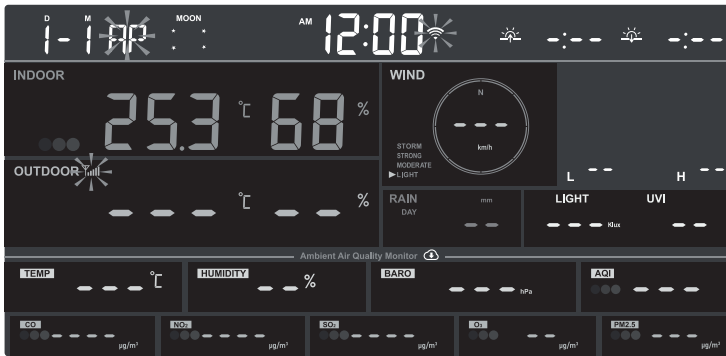 D M MOON AM
1-1 AP 12:00 -:-- -:--
INDOOR
25.3 °C 68 %
WIND
N
--- 
km/h
STORM
STRONG
MODERATE
▶LIGHT
L -- H --
OUTDOOR
--- °C -- %
RAIN mm
DAY --
LIGHT UVI
--- Klux --
Ambient Air Quality Monitor
TEMP --- °C
HUMIDITY -- %
BARO --- hPa
AQI ---
CO ---- µg/m³
NO₂ ---- µg/m³
SO₂ ---- µg/m³
O₃ -- µg/m³
PM2.5 --- µg/m³